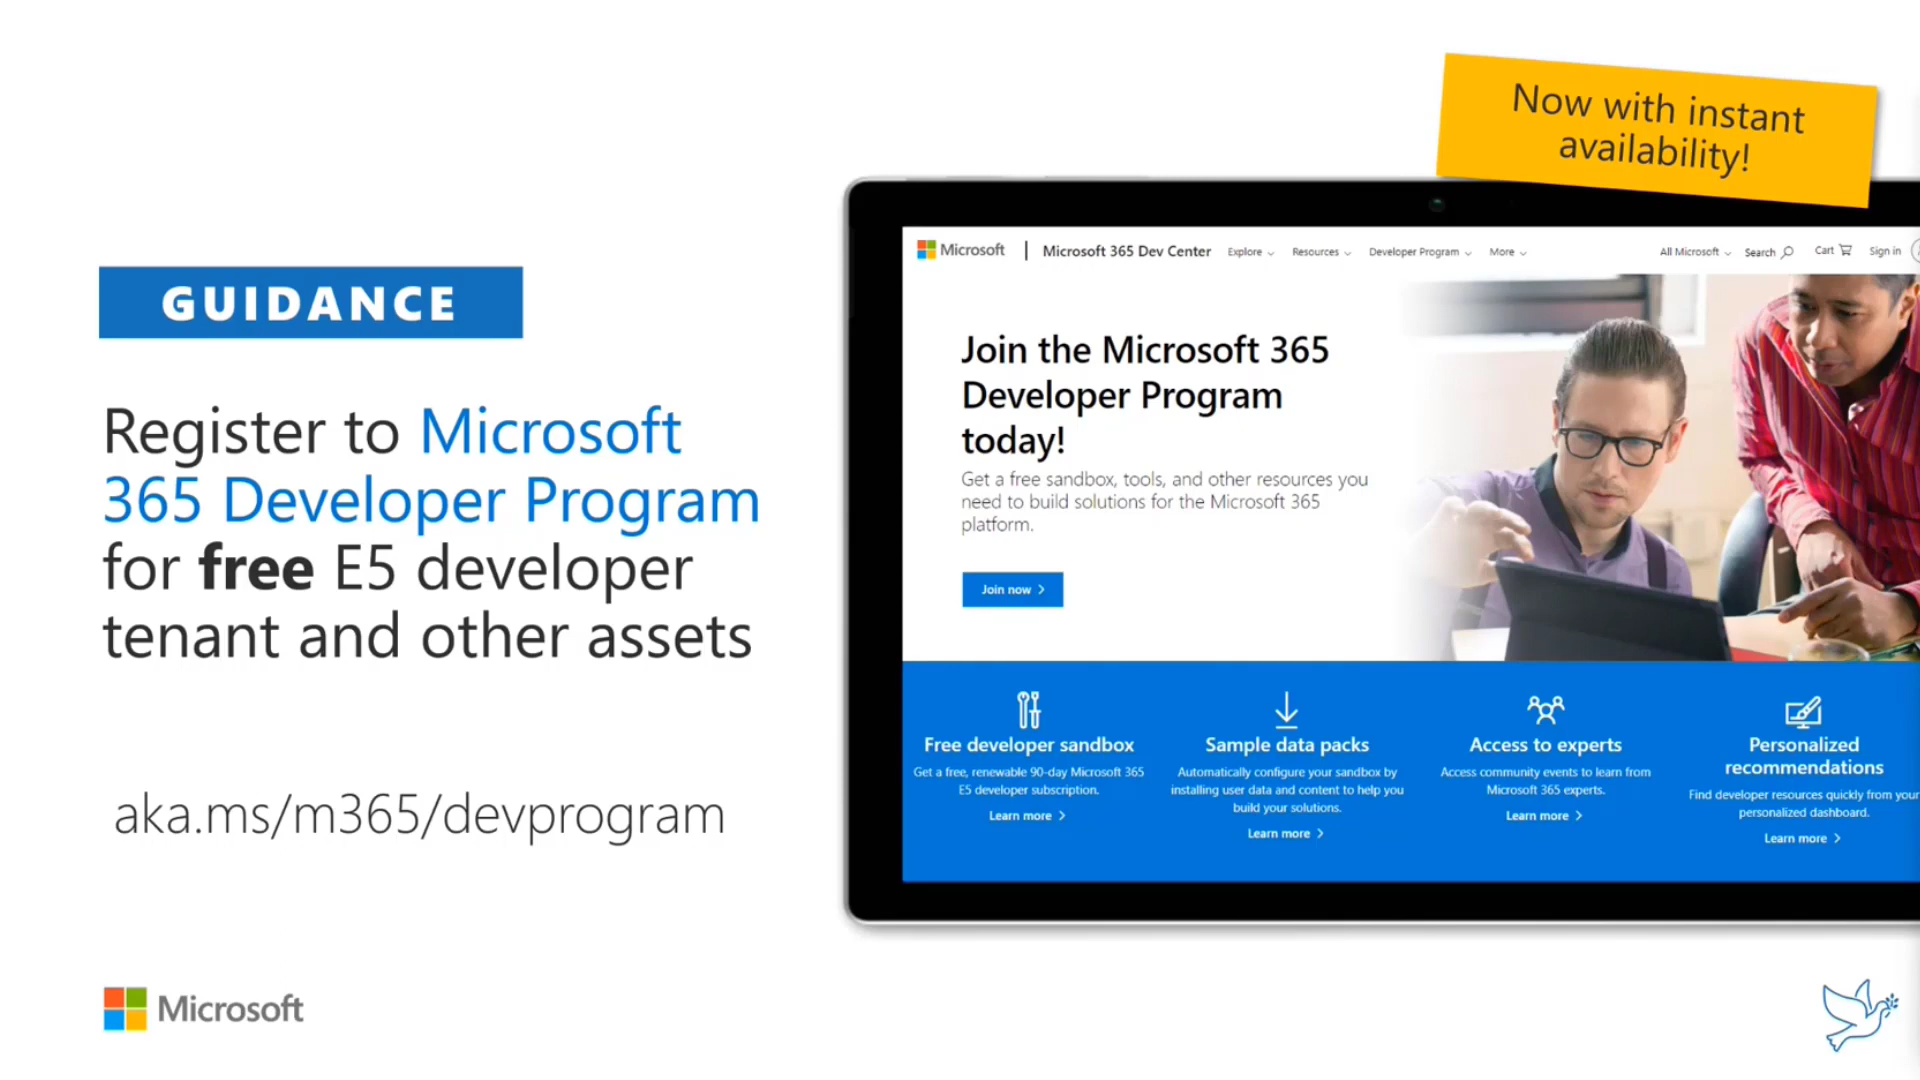 Now with instant
availability!
GUIDANCE
Register to Microsoft
365 Developer Program
for free E5 developer
tenant and other assets
aka.ms/m365/devprogram
Microsoft
Microsoft | Microsoft 365 Dev Center Explore Resources Developer Program More All Microsoft Search Cart Sign in
Join the Microsoft 365
Developer Program
today!
Get a free sandbox, tools, and other resources you
need to build solutions for the Microsoft 365
platform.
Join now
Free developer sandbox
Get a free, renewable 90-day Microsoft 365
E5 developer subscription.
Learn more
Sample data packs
Automatically configure your sandbox by
installing user data and content to help you
build your solutions.
Learn more
Access to experts
Access community events to learn from
Microsoft 365 experts.
Learn more
Personalized
recommendations
Find developer resources quickly from your
personalized dashboard.
Learn more